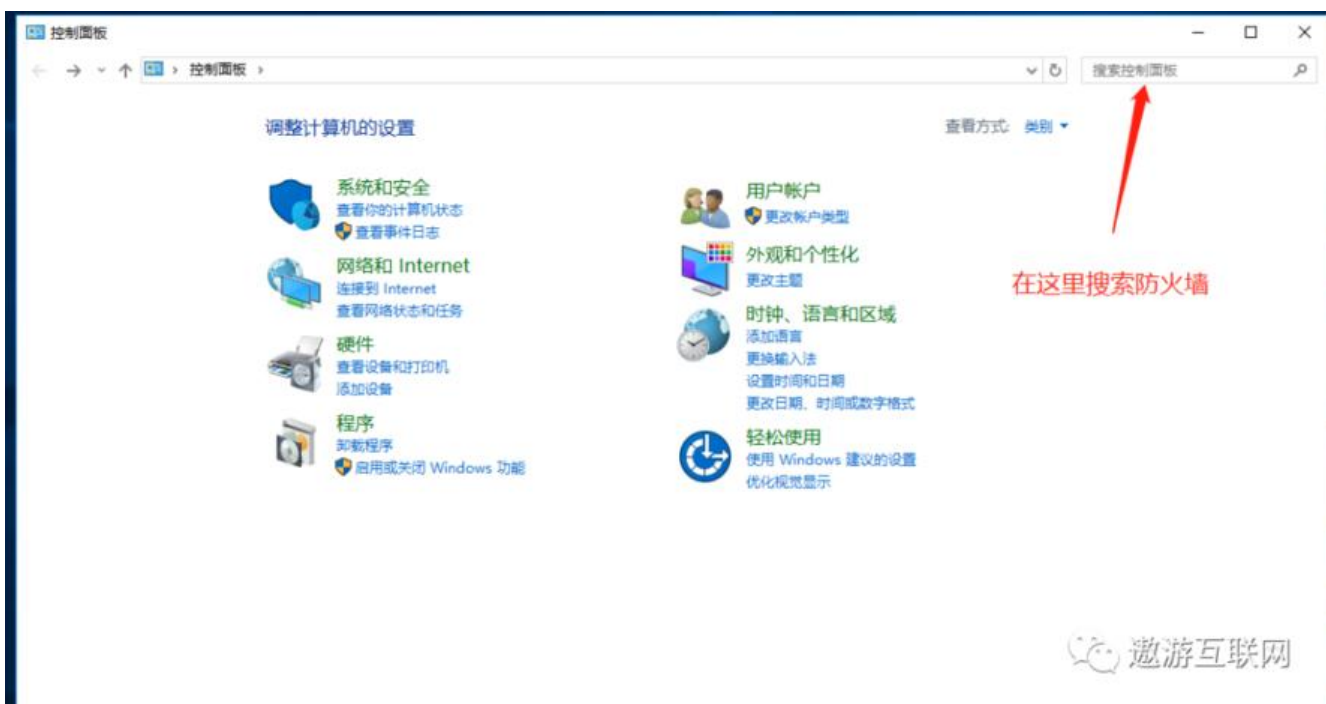 控制面板
控制面板
搜索控制面板
调整计算机的设置
查看方式: 类别
系统和安全
查看你的计算机状态
查看事件日志
网络和 Internet
连接到 Internet
查看网络状态和任务
硬件
查看设备和打印机
添加设备
程序
卸载程序
启用或关闭 Windows 功能
用户帐户
更改帐户类型
外观和个性化
更改主题
时钟、语言和区域
添加语言
更换输入法
设置时间和日期
更改日期、时间或数字格式
轻松使用
使用 Windows 建议的设置
优化视觉显示
在这里搜索防火墙
遨游互联网